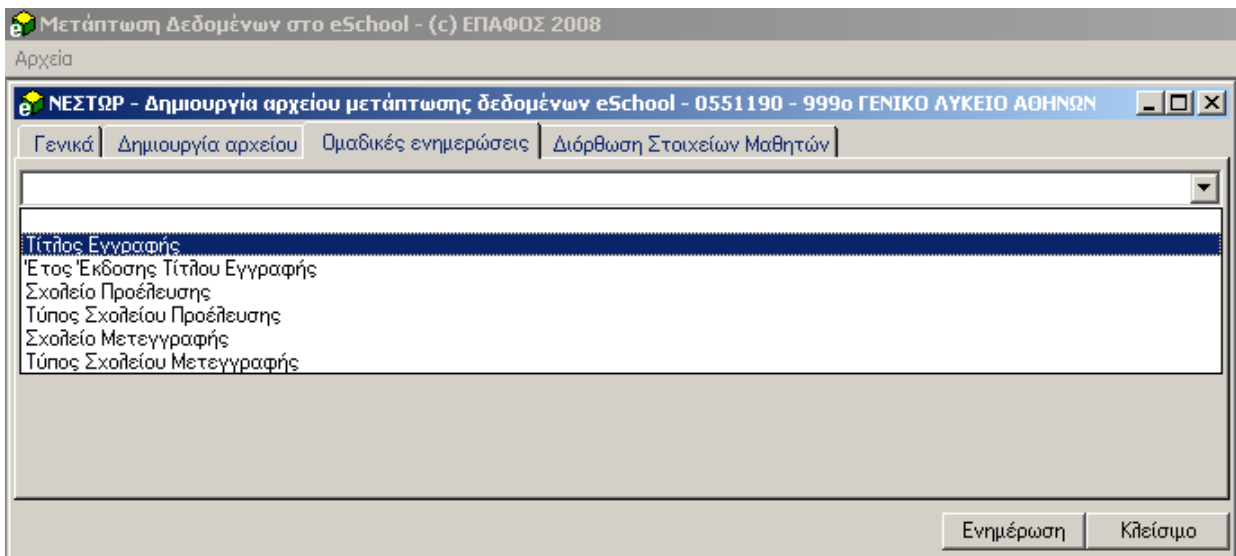 Μετάπτωση Δεδομένων στο eSchool - (c) ΕΠΑΦΟΣ 2008
Αρχεία
ΝΕΣΤΩΡ - Δημιουργία αρχείου μετάπτωσης δεδομένων eSchool - 0551190 - 999ο ΓΕΝΙΚΟ ΛΥΚΕΙΟ ΑΘΗΝΩΝ
Γενικά Δημιουργία αρχείου Ομαδικές ενημερώσεις Διόρθωση Στοιχείων Μαθητών
Τίτλος Εγγραφής
Έτος Έκδοσης Τίτλου Εγγραφής
Σχολείο Προέλευσης
Τύπος Σχολείου Προέλευσης
Σχολείο Μετεγγραφής
Τύπος Σχολείου Μετεγγραφής
Ενημέρωση Κλείσιμο